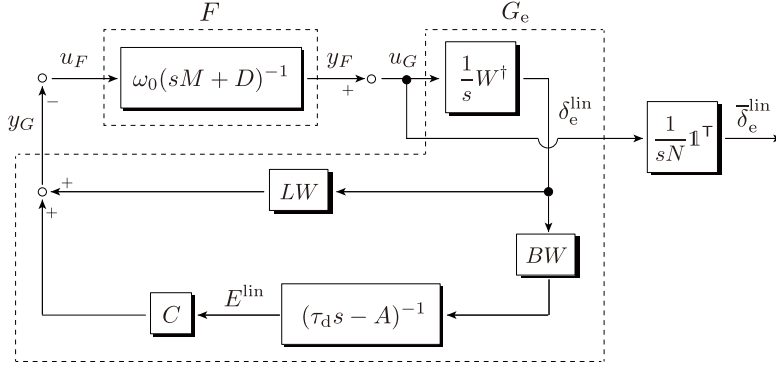 F
G_e
u_F
ω_0(sM + D)^{-1}
y_F
u_G
1/s W^†
+
−
y_G
δ_e^{lin}
1/(sN) 𝟙^⊤
δ̅_e^{lin}
+
LW
+
BW
E^{lin}
C
(τ_d s − A)^{-1}